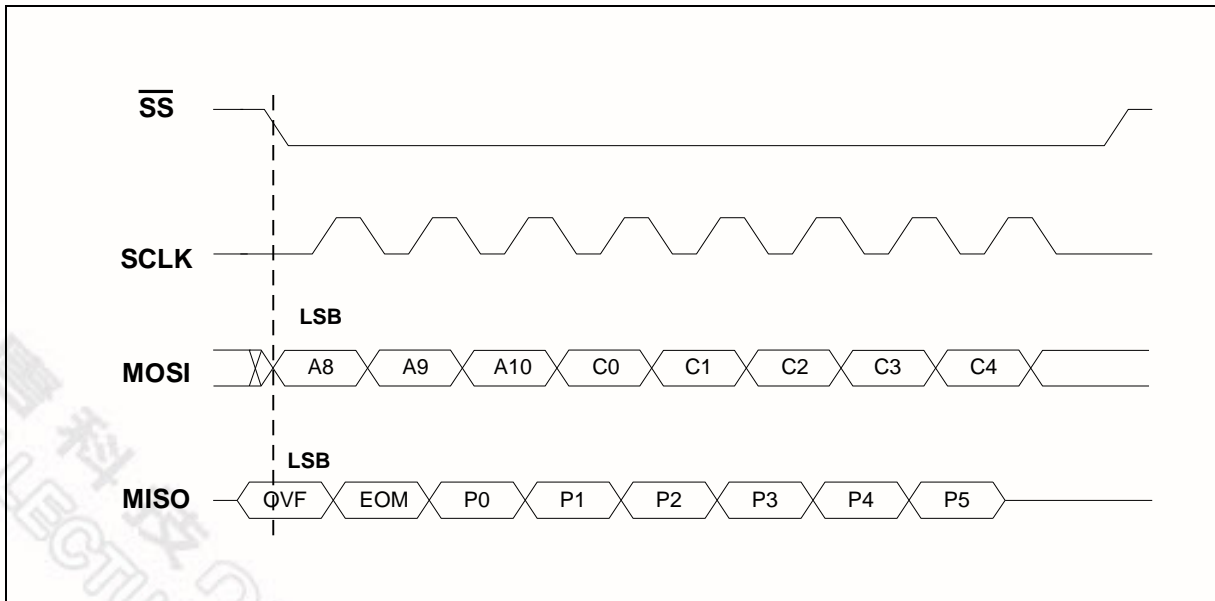 SS
SCLK
LSB
MOSI A8 A9 A10 C0 C1 C2 C3 C4
LSB
MISO OVF EOM P0 P1 P2 P3 P4 P5